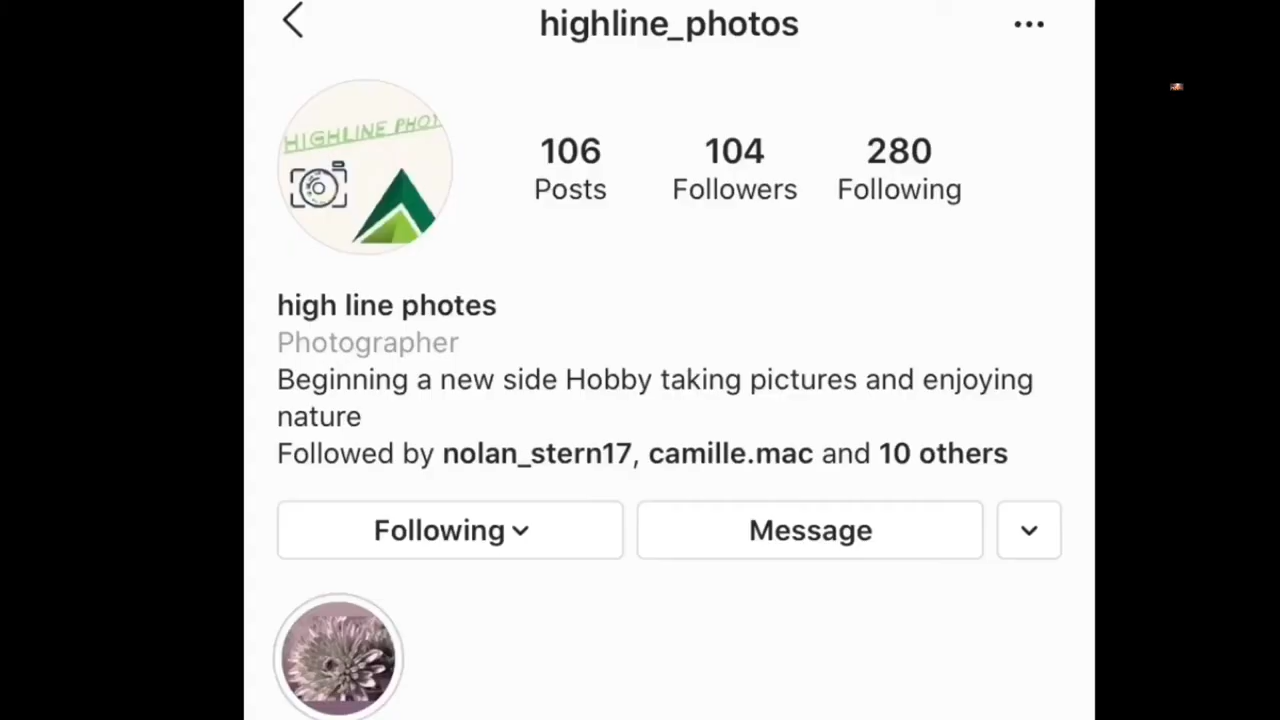 highline_photos
HIGHLINE PHOT
106 104 280
Posts Followers Following
high line photes
Photographer
Beginning a new side Hobby taking pictures and enjoying
nature
Followed by nolan_stern17, camille.mac and 10 others
Following Message